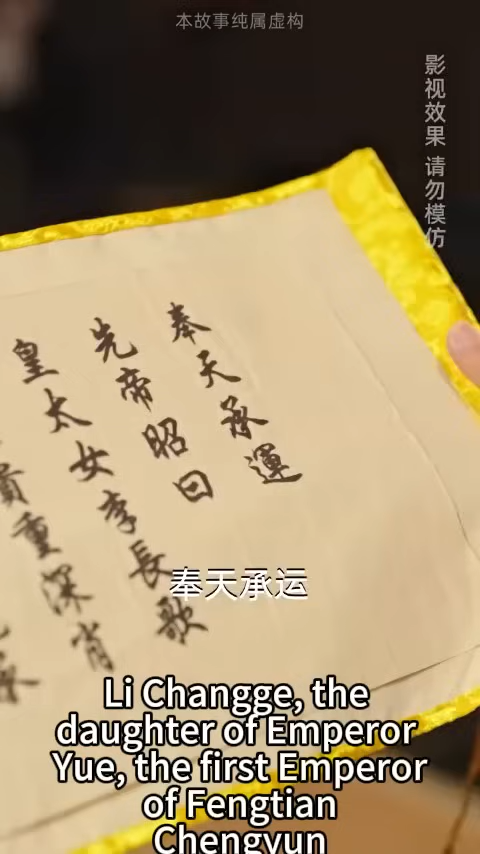 本故事纯属虚构
影视效果 请勿模仿
奉天承運
先帝昭曰
皇太女李長歌
貴重深肖
奉天承运
Li Changge, the
daughter of Emperor
Yue, the first Emperor
of Fengtian
Chengyun